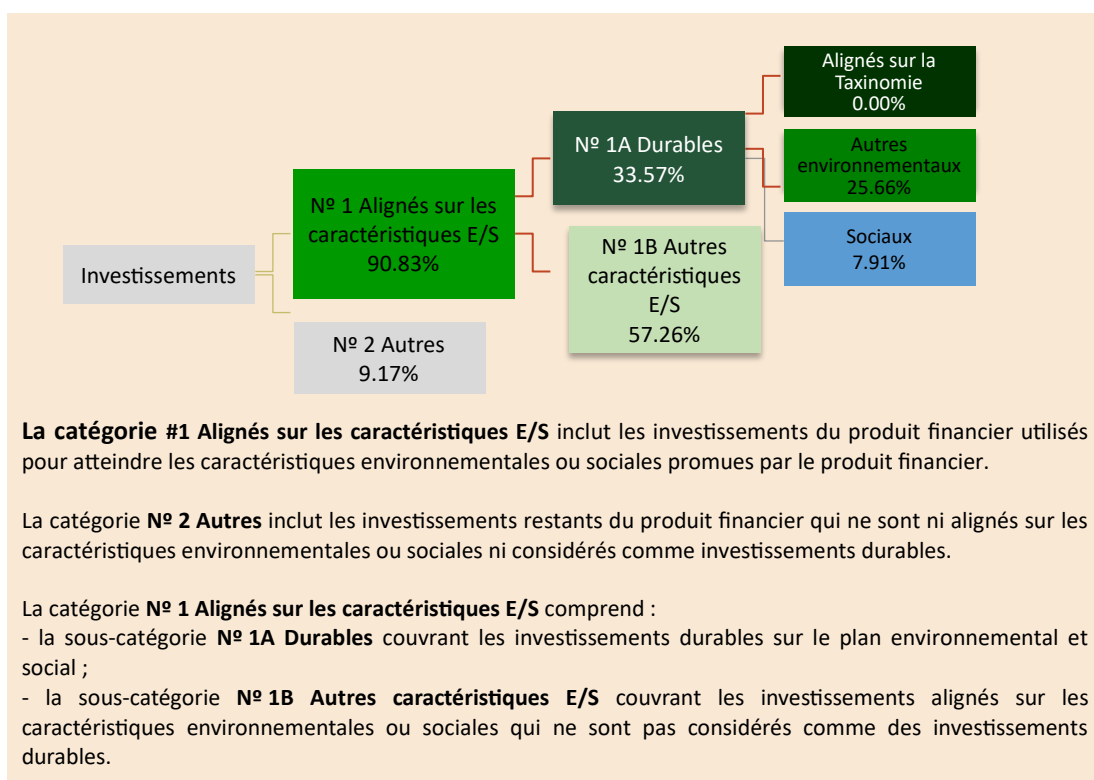 Investissements
Nº 1 Alignés sur les
caractéristiques E/S
90.83%
Nº 2 Autres
9.17%
Nº 1A Durables
33.57%
Nº 1B Autres
caractéristiques
E/S
57.26%
Alignés sur la
Taxinomie
0.00%
Autres
environnementaux
25.66%
Sociaux
7.91%
La catégorie #1 Alignés sur les caractéristiques E/S inclut les investissements du produit financier utilisés
pour atteindre les caractéristiques environnementales ou sociales promues par le produit financier.
La catégorie Nº 2 Autres inclut les investissements restants du produit financier qui ne sont ni alignés sur les
caractéristiques environnementales ou sociales ni considérés comme investissements durables.
La catégorie Nº 1 Alignés sur les caractéristiques E/S comprend :
- la sous-catégorie Nº 1A Durables couvrant les investissements durables sur le plan environnemental et
social ;
- la sous-catégorie Nº 1B Autres caractéristiques E/S couvrant les investissements alignés sur les
caractéristiques environnementales ou sociales qui ne sont pas considérés comme des investissements
durables.